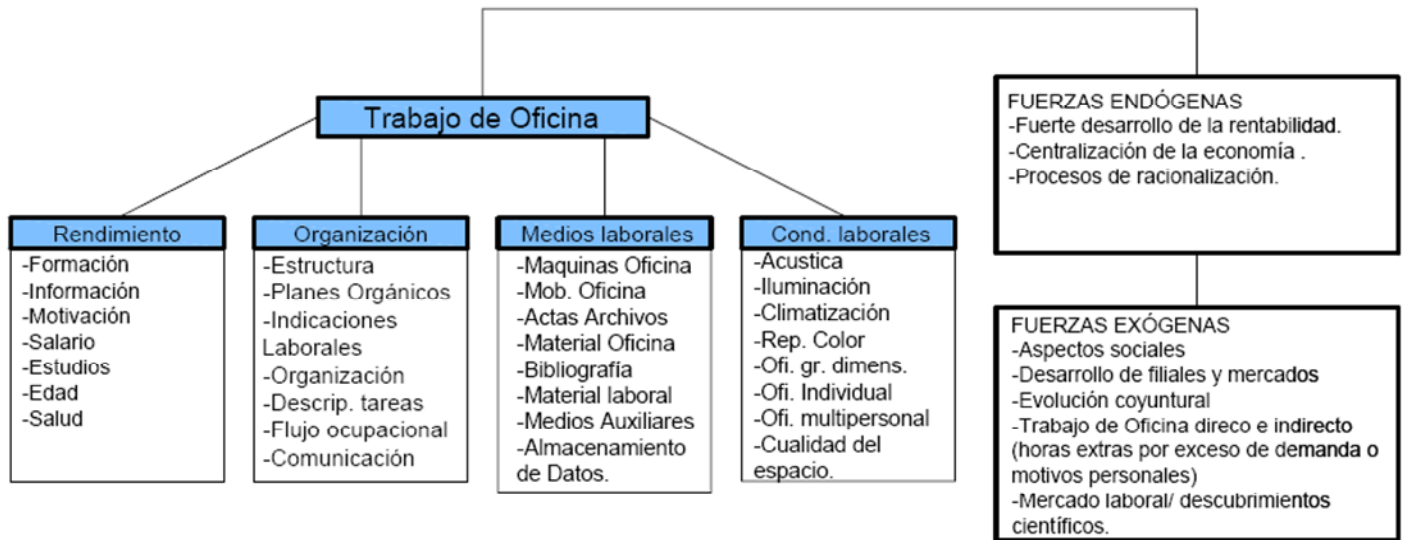 Trabajo de Oficina
Rendimiento
-Formación
-Información
-Motivación
-Salario
-Estudios
-Edad
-Salud
Organización
-Estructura
-Planes Orgánicos
-Indicaciones
Laborales
-Organización
-Descrip. tareas
-Flujo ocupacional
-Comunicación
Medios laborales
-Maquinas Oficina
-Mob. Oficina
-Actas Archivos
-Material Oficina
-Bibliografía
-Material laboral
-Medios Auxiliares
-Almacenamiento
de Datos.
Cond. laborales
-Acustica
-Iluminación
-Climatización
-Rep. Color
-Ofi. gr. dimens.
-Ofi. Individual
-Ofi. multipersonal
-Cualidad del
espacio.
FUERZAS ENDÓGENAS
-Fuerte desarrollo de la rentabilidad.
-Centralización de la economía .
-Procesos de racionalización.
FUERZAS EXÓGENAS
-Aspectos sociales
-Desarrollo de filiales y mercados
-Evolución coyuntural
-Trabajo de Oficina direco e indirecto
(horas extras por exceso de demanda o
motivos personales)
-Mercado laboral/ descubrimientos
científicos.